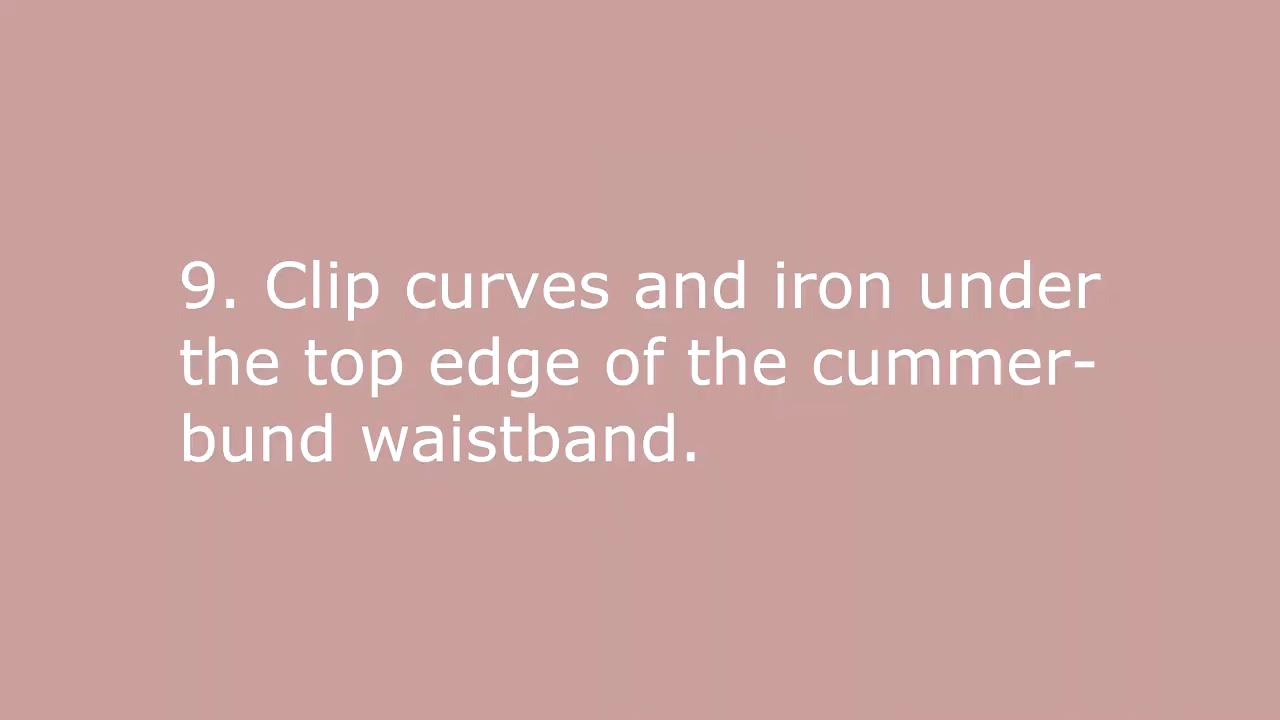 9. Clip curves and iron under
the top edge of the cummer-
bund waistband.